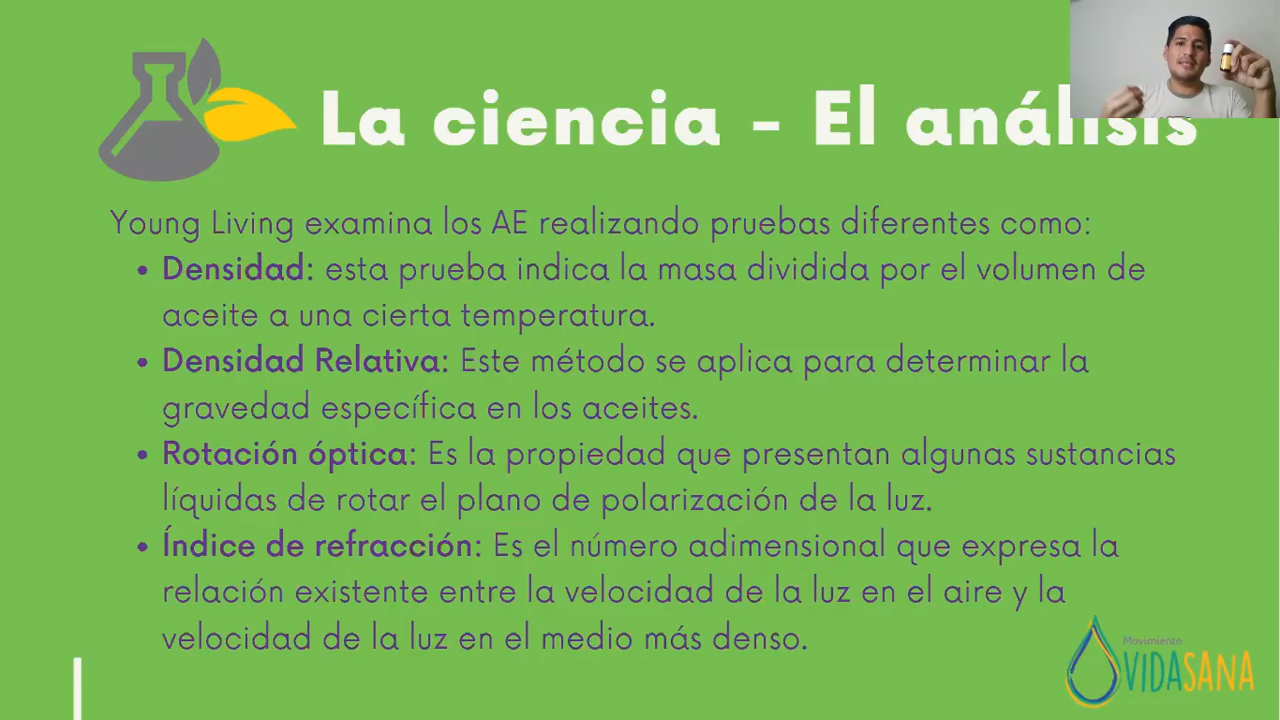 La ciencia - El análisis
Young Living examina los AE realizando pruebas diferentes como:
• Densidad: esta prueba indica la masa dividida por el volumen de
aceite a una cierta temperatura.
• Densidad Relativa: Este método se aplica para determinar la
gravedad específica en los aceites.
• Rotación óptica: Es la propiedad que presentan algunas sustancias
líquidas de rotar el plano de polarización de la luz.
• Índice de refracción: Es el número adimensional que expresa la
relación existente entre la velocidad de la luz en el aire y la
velocidad de la luz en el medio más denso.
Movimiento
VIDASANA